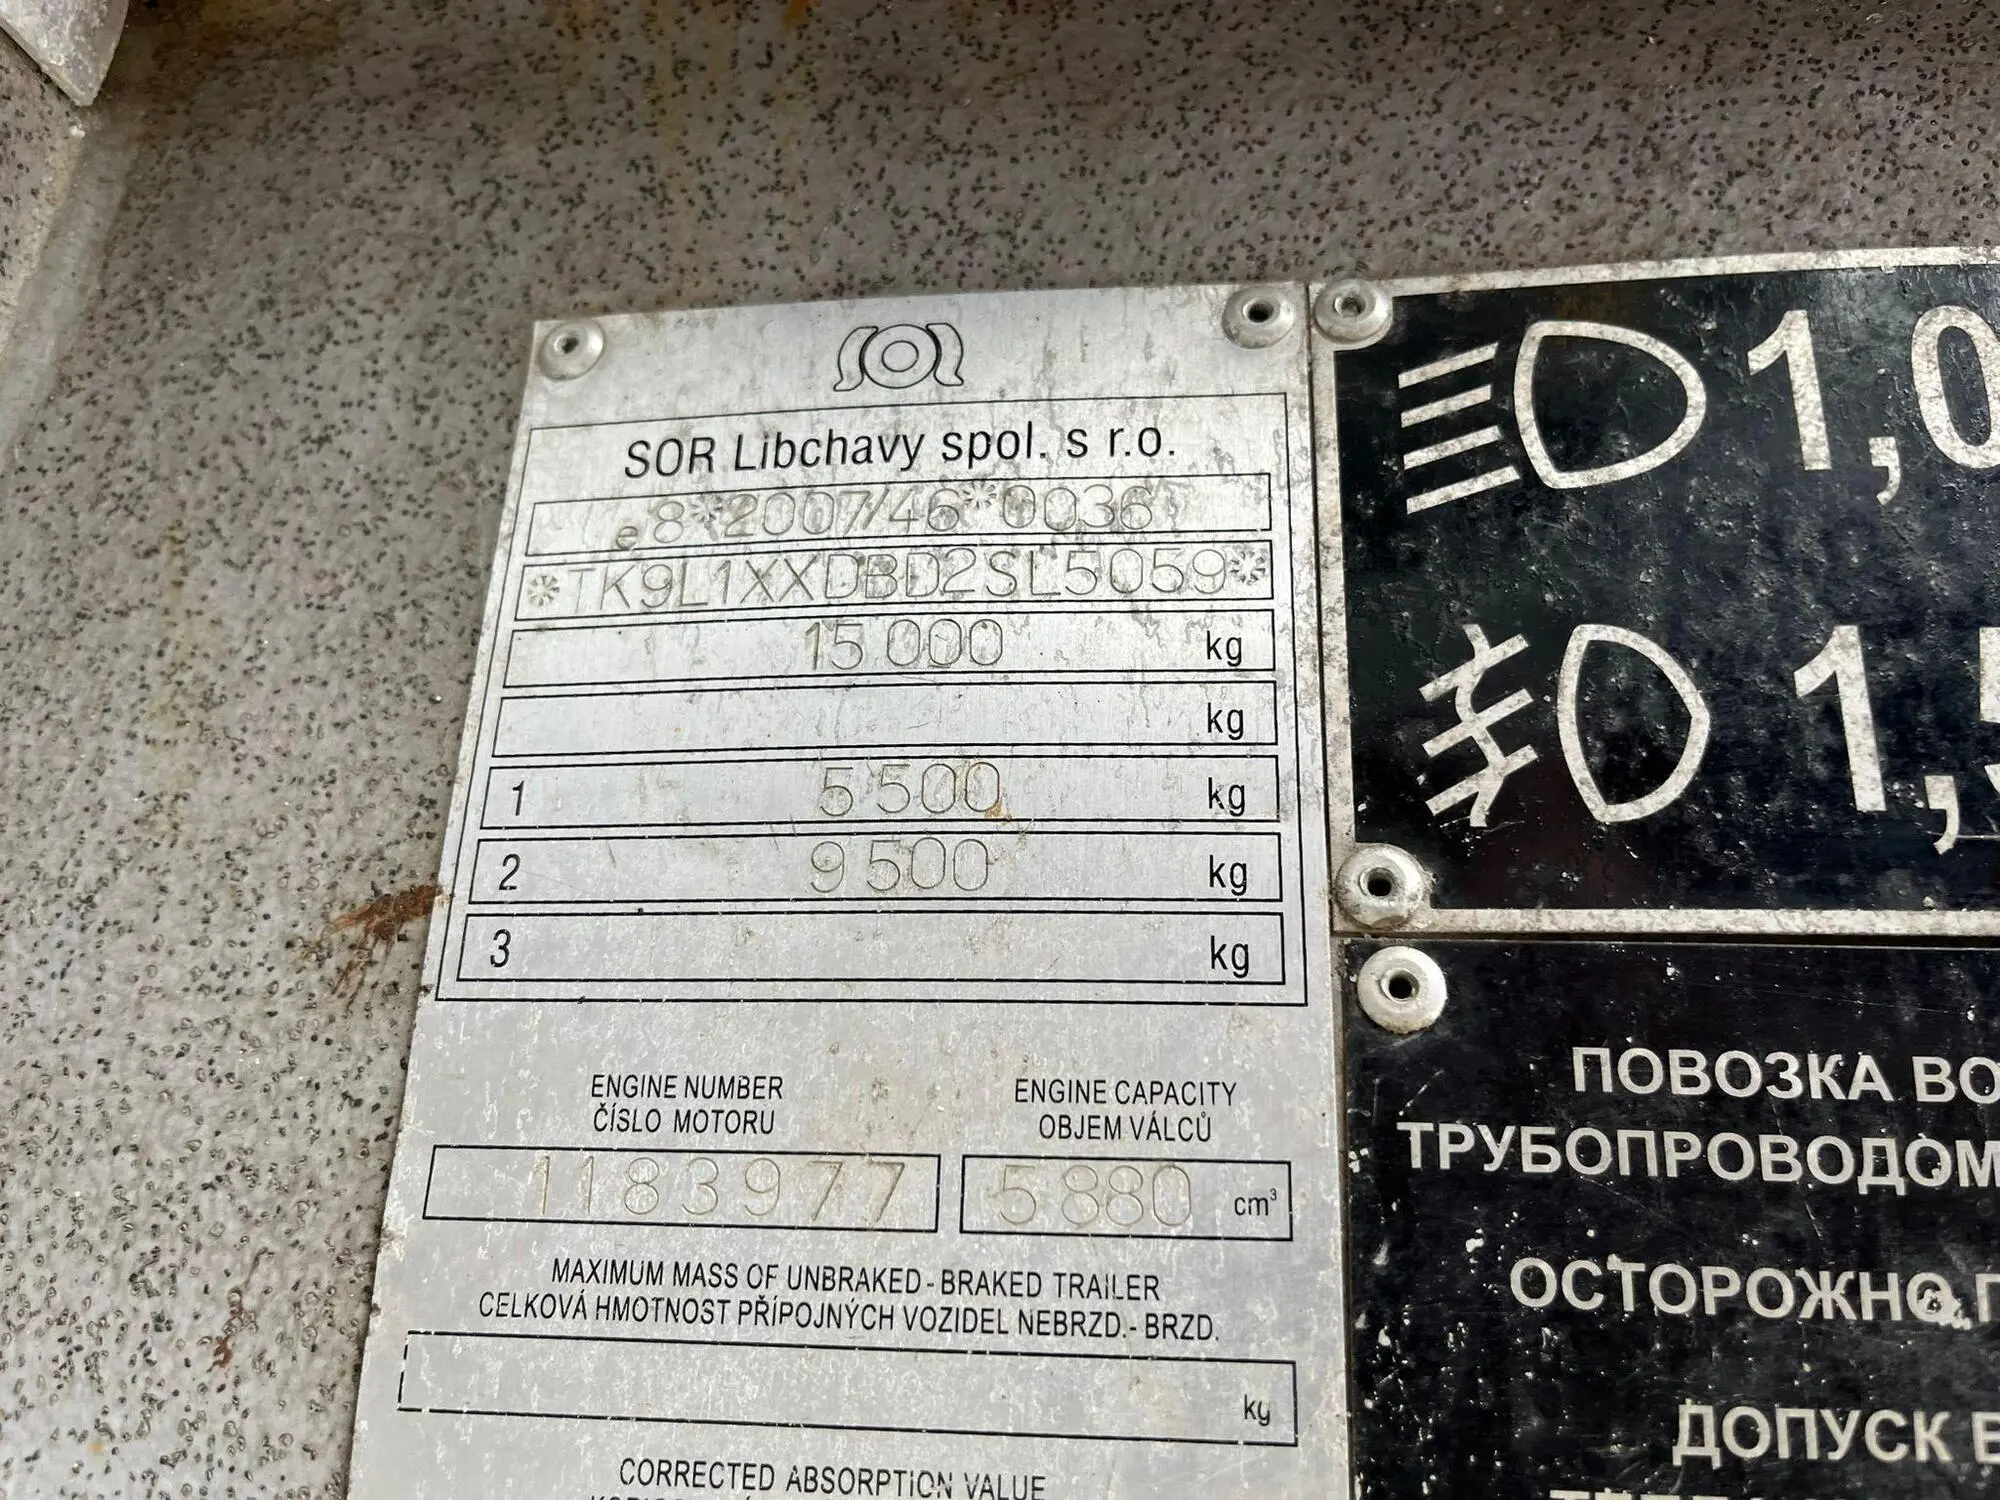 SOR Libchavy spol. s r.o.
e8*2007/46*0036
*TK9L1XXDBD2SL5059*
15 000 kg
kg
1 5 500 kg
2 9 500 kg
3 kg
ENGINE NUMBER
ČÍSLO MOTORU
1183977
ENGINE CAPACITY
OBJEM VÁLCŮ
5880 cm³
MAXIMUM MASS OF UNBRAKED - BRAKED TRAILER
CELKOVÁ HMOTNOST PŘÍPOJNÝCH VOZIDEL NEBRZD.- BRZD.
kg
CORRECTED ABSORPTION VALUE
1,0
1,5
ПОВОЗКА ВО
ТРУБОПРОВОДОМ
ОСТОРОЖНО, П
ДОПУСК В